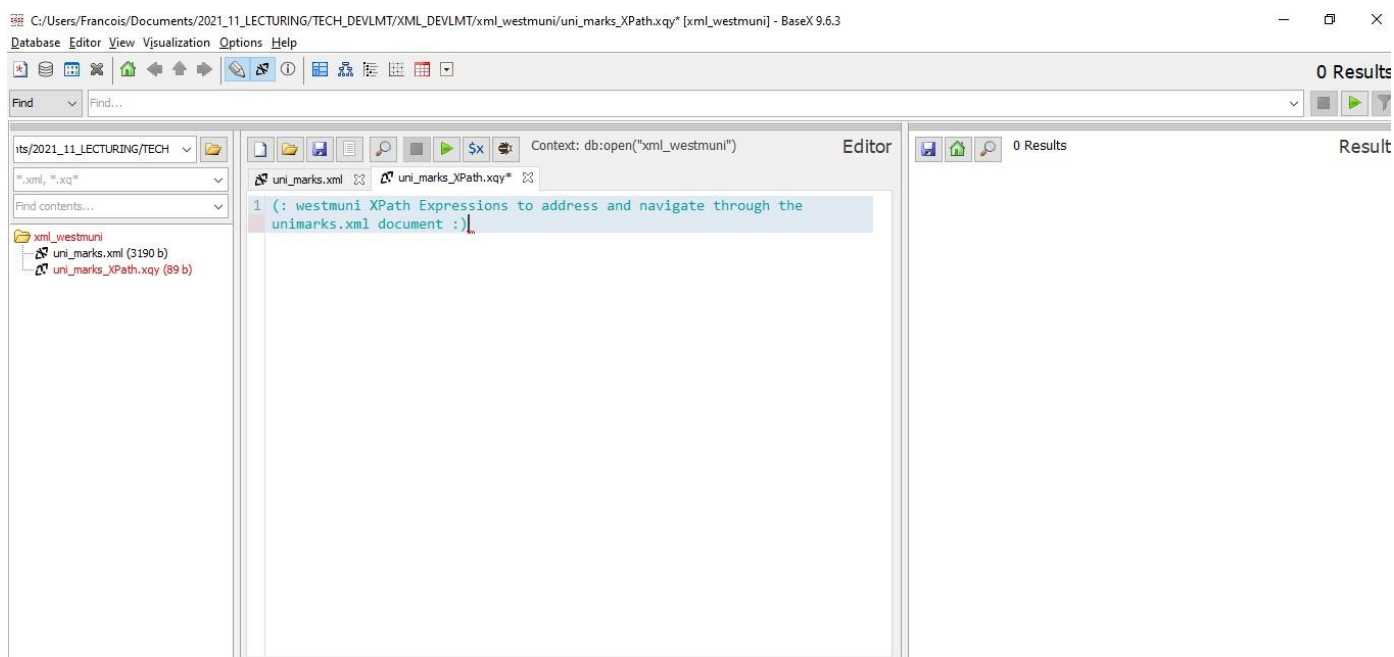 C:/Users/Francois/Documents/2021_11_LECTURING/TECH_DEVLMT/XML_DEVLMT/xml_westmuni/uni_marks_XPath.xqy* [xml_westmuni] - BaseX 9.6.3
Database Editor View Visualization Options Help
0 Results
Find Find...
nts/2021_11_LECTURING/TECH
Context: db:open("xml_westmuni") Editor
0 Results Result
*.xml, *.xq*
uni_marks.xml uni_marks_XPath.xqy*
Find contents...
1 (: westmuni XPath Expressions to address and navigate through the
unimarks.xml document :)
xml_westmuni
uni_marks.xml (3190 b)
uni_marks_XPath.xqy (89 b)